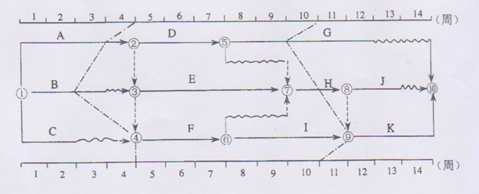 1 2 3 4 5 6 7 8 9 10 11 12 13 14 (周)
A ② D ⑤ G
① B ③ E ⑦ H ⑧ J ⑩
C ④ F ⑥ I ⑨ K
1 2 3 4 5 6 7 8 9 10 11 12 13 14 (周)